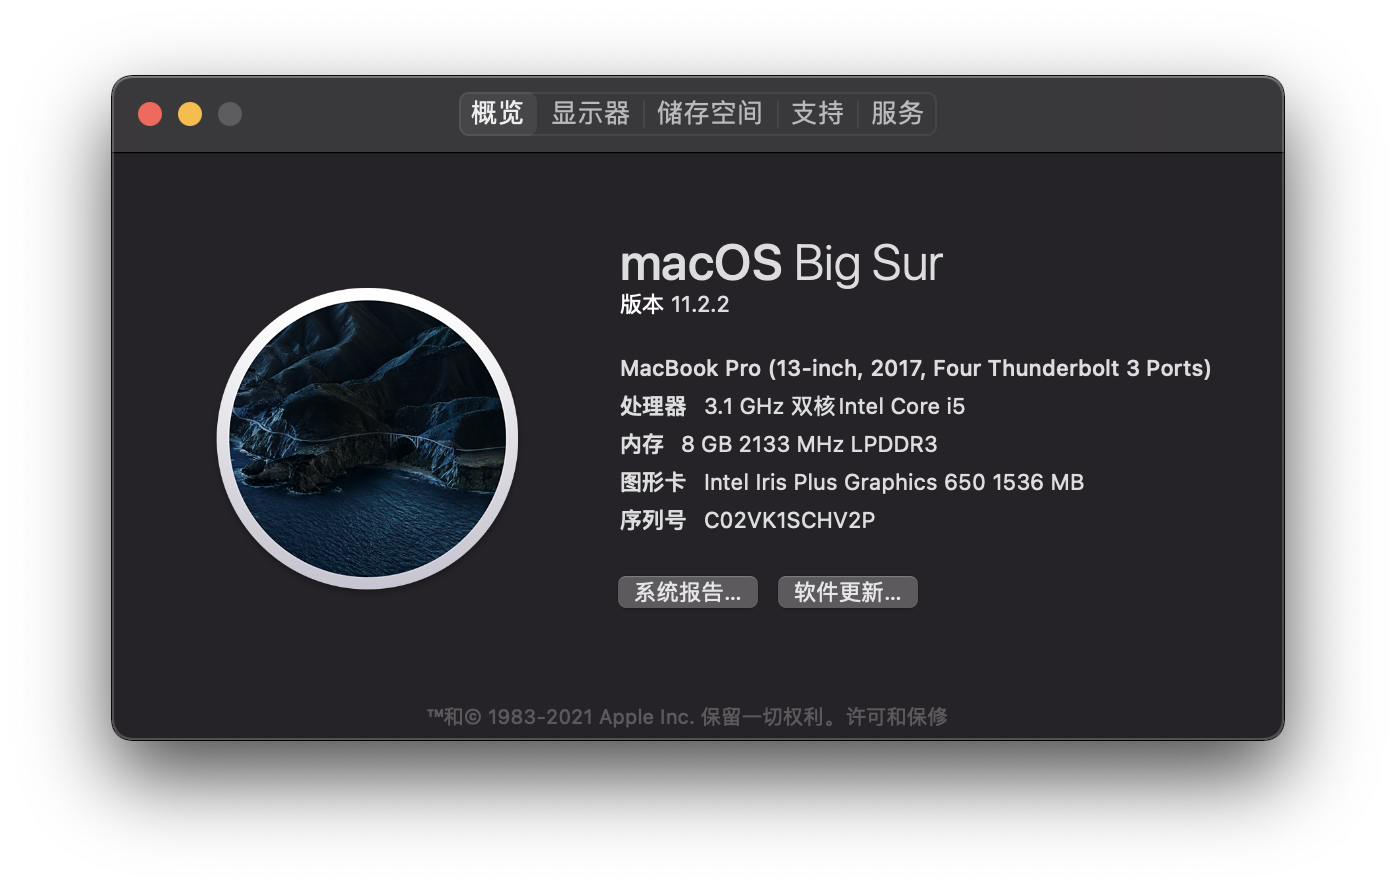 概览 显示器 储存空间 支持 服务
macOS Big Sur
版本 11.2.2
MacBook Pro (13-inch, 2017, Four Thunderbolt 3 Ports)
处理器 3.1 GHz 双核Intel Core i5
内存 8 GB 2133 MHz LPDDR3
图形卡 Intel Iris Plus Graphics 650 1536 MB
序列号 C02VK1SCHV2P
系统报告... 软件更新...
™和© 1983-2021 Apple Inc. 保留一切权利。许可和保修